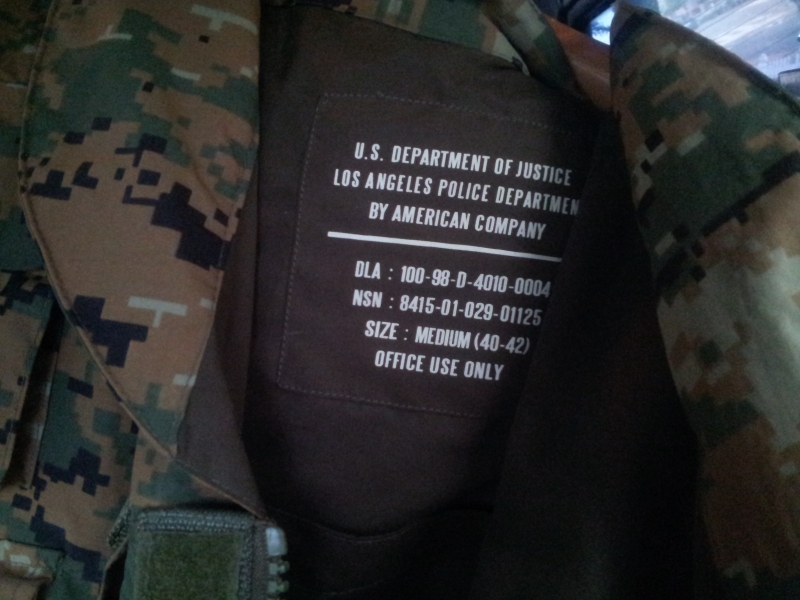 U.S. DEPARTMENT OF JUSTICE
LOS ANGELES POLICE DEPARTMEN
BY AMERICAN COMPANY
DLA : 100-98-D-4010-0004
NSN : 8415-01-029-01125
SIZE : MEDIUM (40-42)
OFFICE USE ONLY